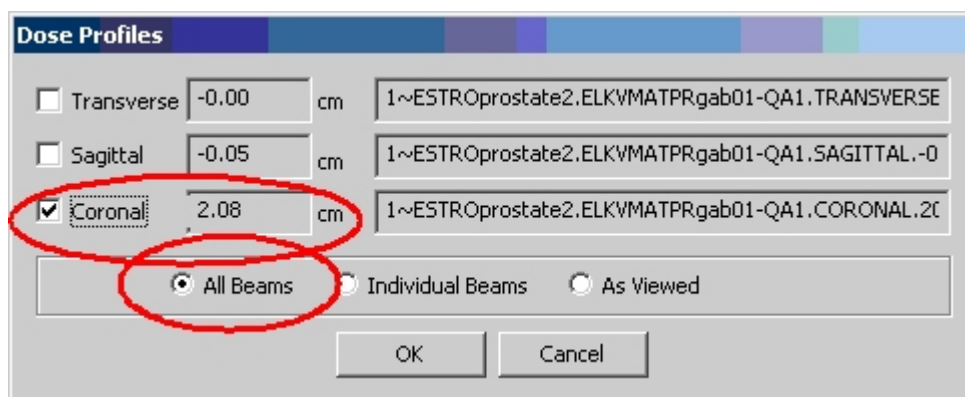 Dose Profiles
Transverse -0.00 cm 1~ESTROprostate2.ELKVMATPRgab01-QA1.TRANSVERSE
Sagittal -0.05 cm 1~ESTROprostate2.ELKVMATPRgab01-QA1.SAGITTAL.-0
Coronal 2.08 cm 1~ESTROprostate2.ELKVMATPRgab01-QA1.CORONAL.20
All Beams Individual Beams As Viewed
OK Cancel